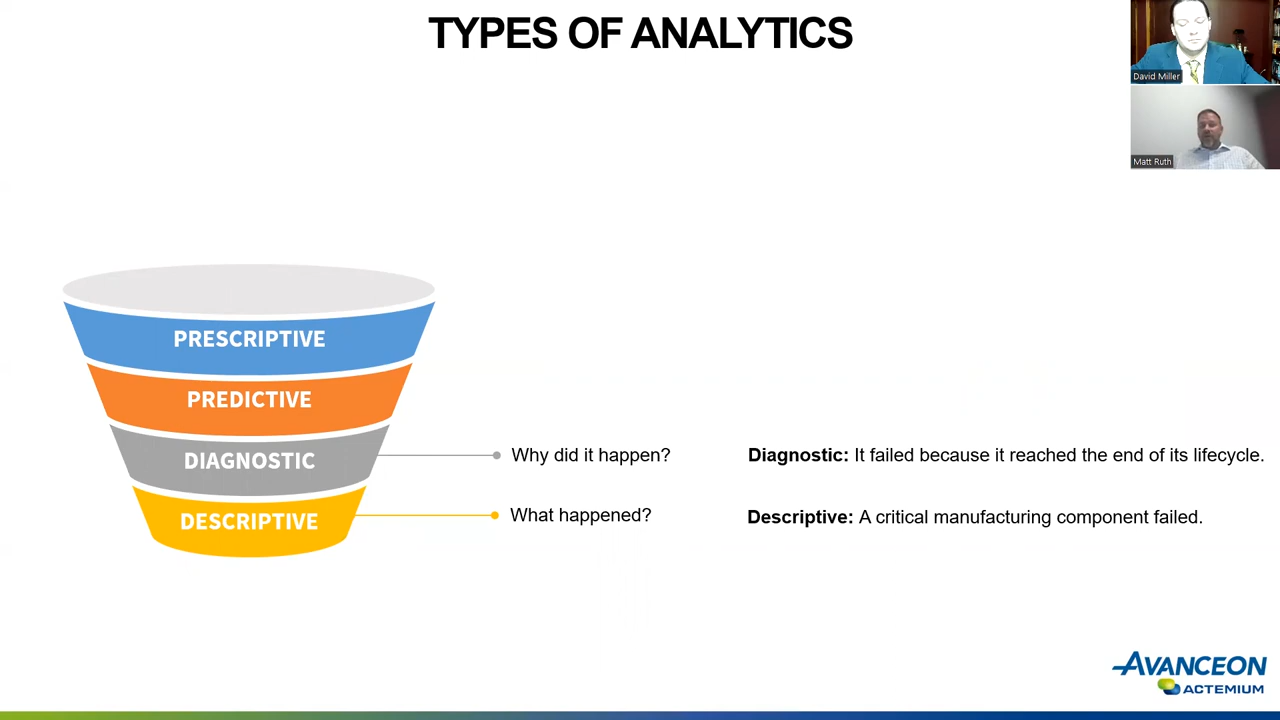 TYPES OF ANALYTICS
David Miller
Matt Ruth
PRESCRIPTIVE
PREDICTIVE
DIAGNOSTIC
Why did it happen?
Diagnostic: It failed because it reached the end of its lifecycle.
DESCRIPTIVE
What happened?
Descriptive: A critical manufacturing component failed.
AVANCEON
ACTEMIUM